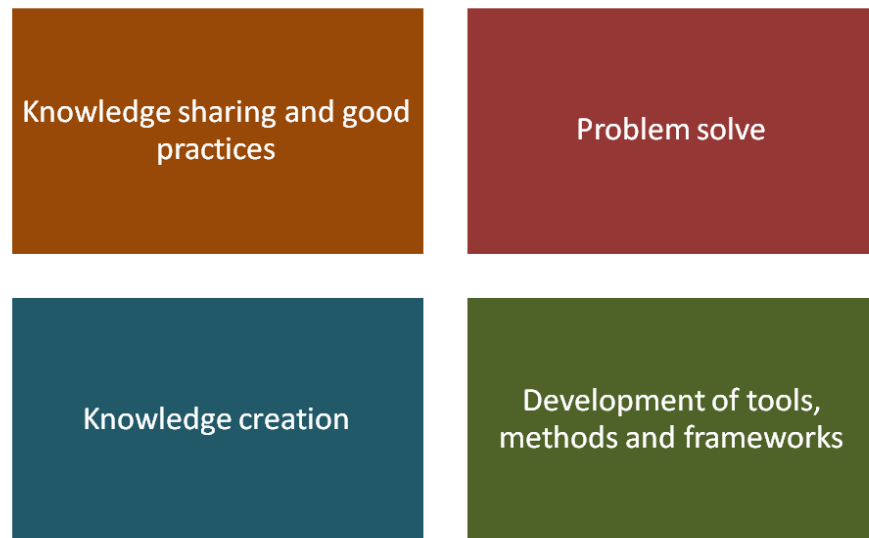 Knowledge sharing and good
practices
Problem solve
Knowledge creation
Development of tools,
methods and frameworks